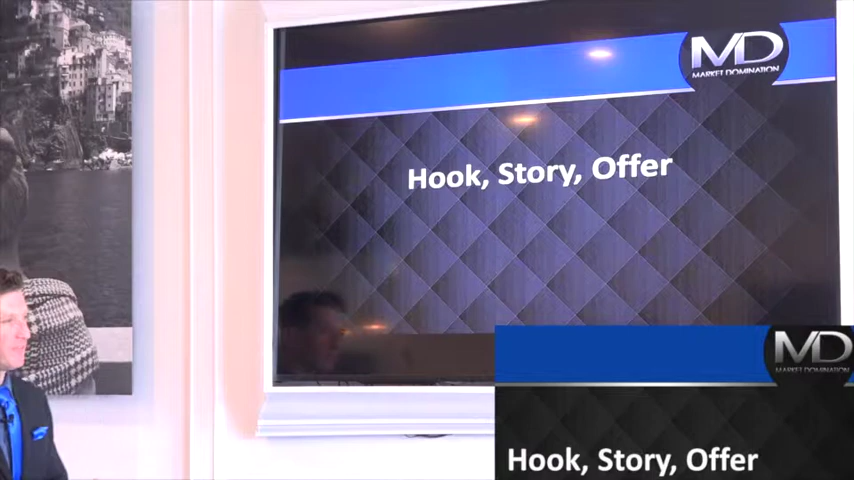 MD
MARKET DOMINATION
Hook, Story, Offer
MD
MARKET DOMINATION
Hook, Story, Offer